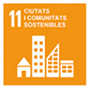 11 CIUTATS
I COMUNITATS
SOSTENIBLES